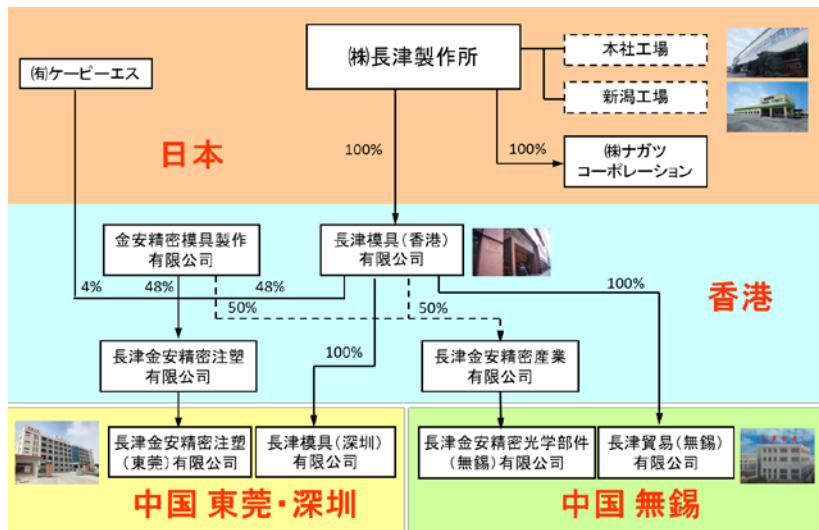 ㈱長津製作所
本社工場
㈲ケーピーエス
新潟工場
日本
100%
100%
㈱ナガツ
コーポレーション
金安精密模具製作
有限公司
長津模具(香港)
有限公司
香港
4%
48%
48%
50%
50%
100%
長津金安精密注塑
有限公司
100%
長津金安精密産業
有限公司
長津金安精密注塑
(東莞)有限公司
長津模具(深圳)
有限公司
長津金安精密光学部件
(無錫)有限公司
長津貿易(無錫)
有限公司
中国 東莞・深圳
中国 無錫